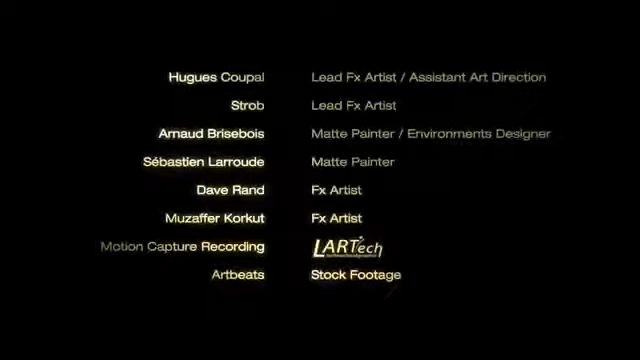 Hugues Coupal Lead Fx Artist / Assistant Art Direction
Strob Lead Fx Artist
Arnaud Brisebois Matte Painter / Environments Designer
Sébastien Larroude Matte Painter
Dave Rand Fx Artist
Muzaffer Korkut Fx Artist
Motion Capture Recording LARTech
Artbeats Stock Footage